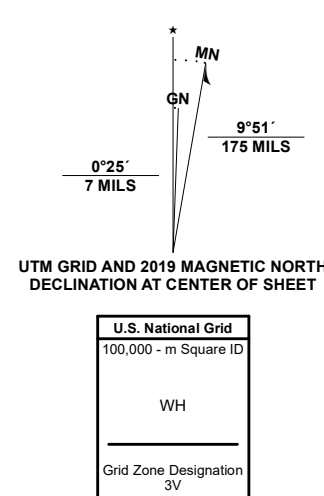 ★
MN
GN
9°51´
175 MILS
0°25´
7 MILS
UTM GRID AND 2019 MAGNETIC NORTH
DECLINATION AT CENTER OF SHEET
U.S. National Grid
100,000 - m Square ID
WH
Grid Zone Designation
3V